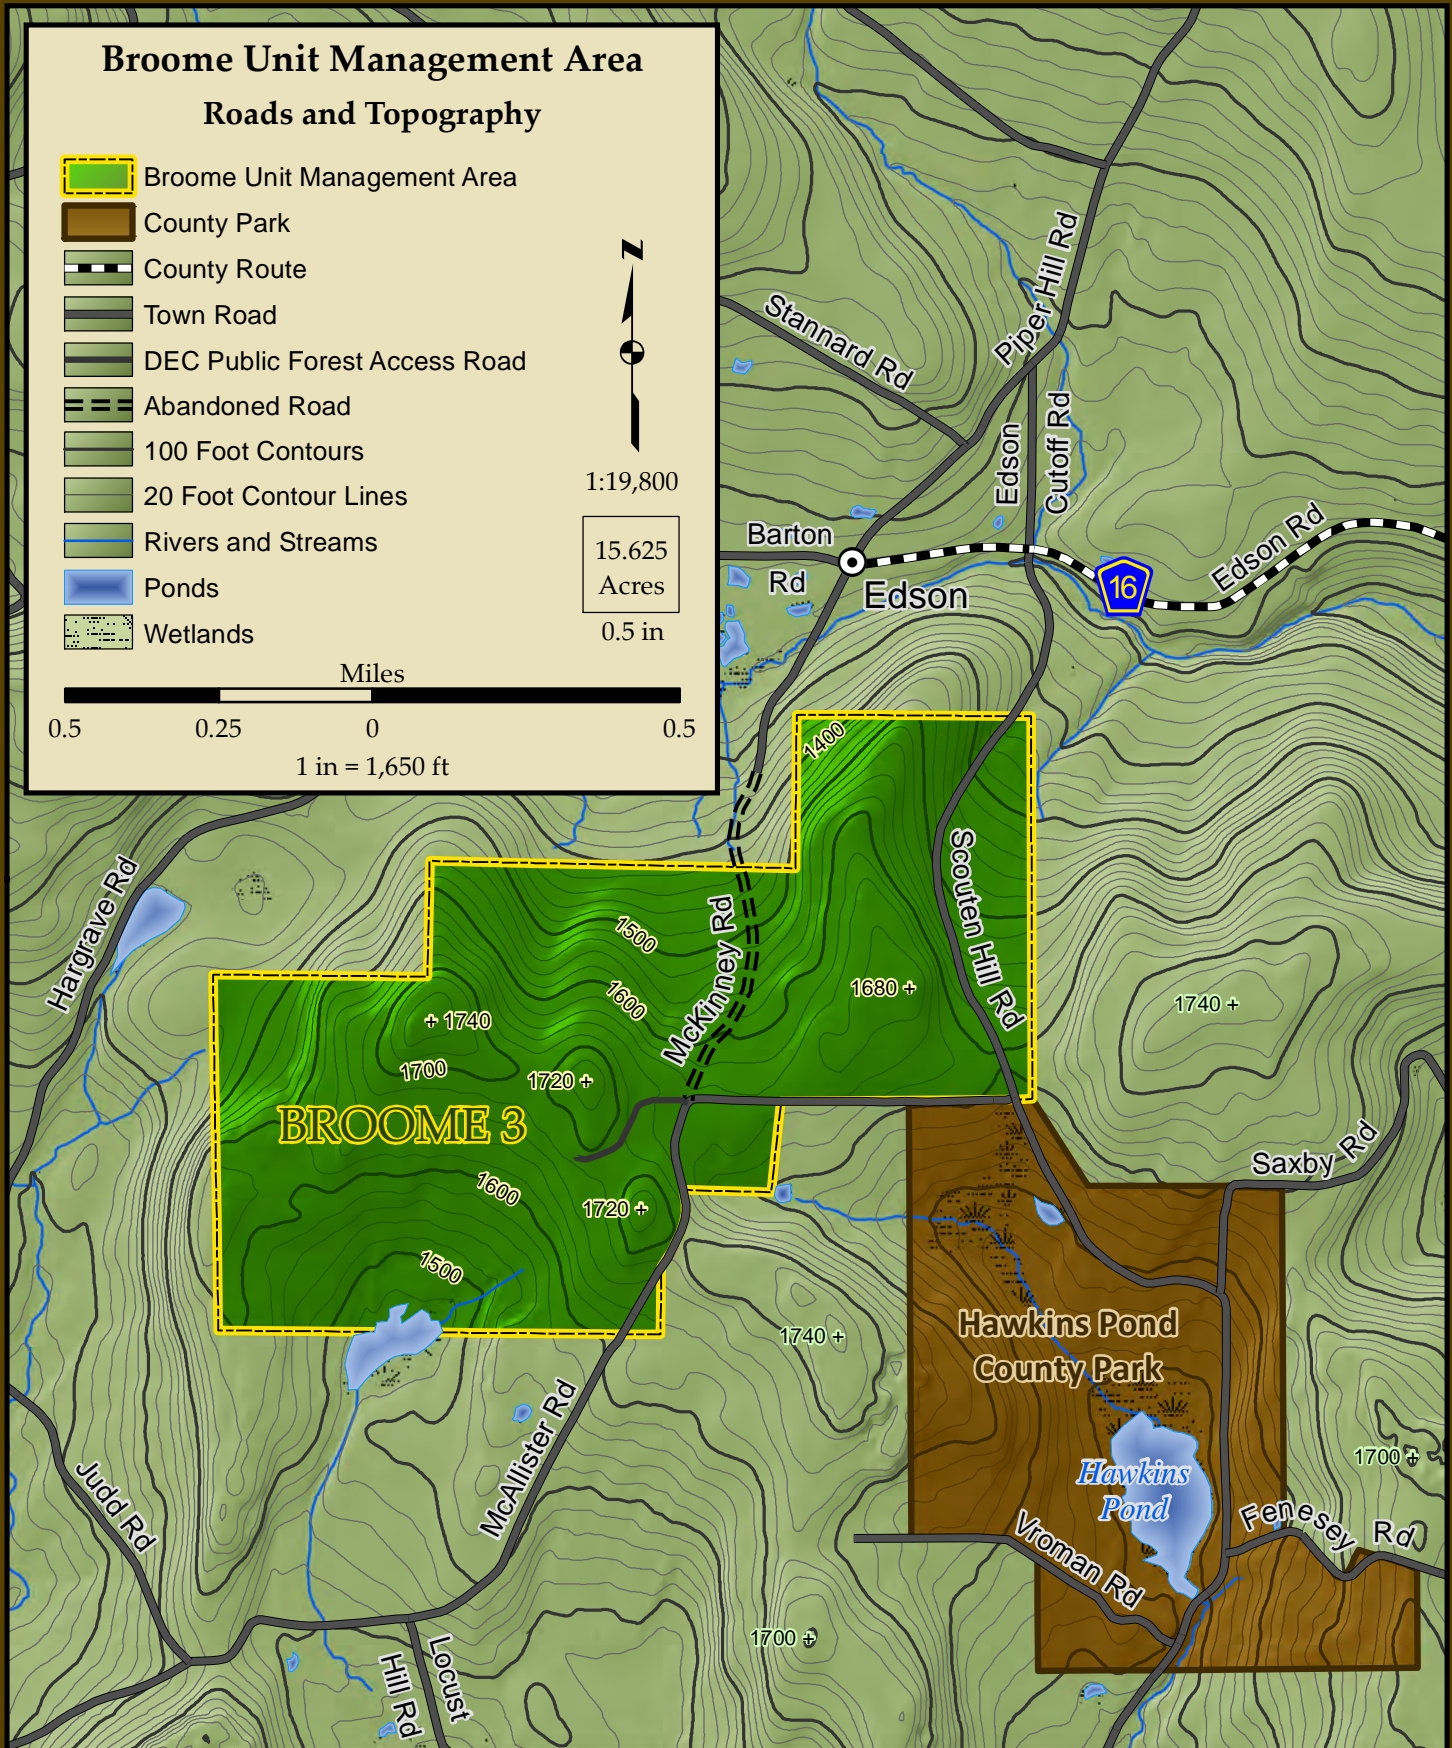 Broome Unit Management Area
Roads and Topography
Broome Unit Management Area
County Park
County Route
Town Road
DEC Public Forest Access Road
Abandoned Road
100 Foot Contours
20 Foot Contour Lines
Rivers and Streams
Ponds
Wetlands
N
1:19,800
15.625
Acres
0.5 in
Miles
0.5 0.25 0 0.5
1 in = 1,650 ft
Piper Hill Rd
Stannard Rd
Edson
Cutoff Rd
Barton
Rd
Edson
16
Edson Rd
1400
Hargrave Rd
Scouten Hill Rd
McKinney Rd
1500
1600
1680 +
1740 +
+ 1740
1700
1720 +
BROOME 3
Saxby Rd
1600
1720 +
1500
1740 +
Hawkins Pond
County Park
McAllister Rd
Judd Rd
Hawkins
Pond
1700 +
Vroman Rd
Fenesey Rd
1700 +
Locust
Hill Rd